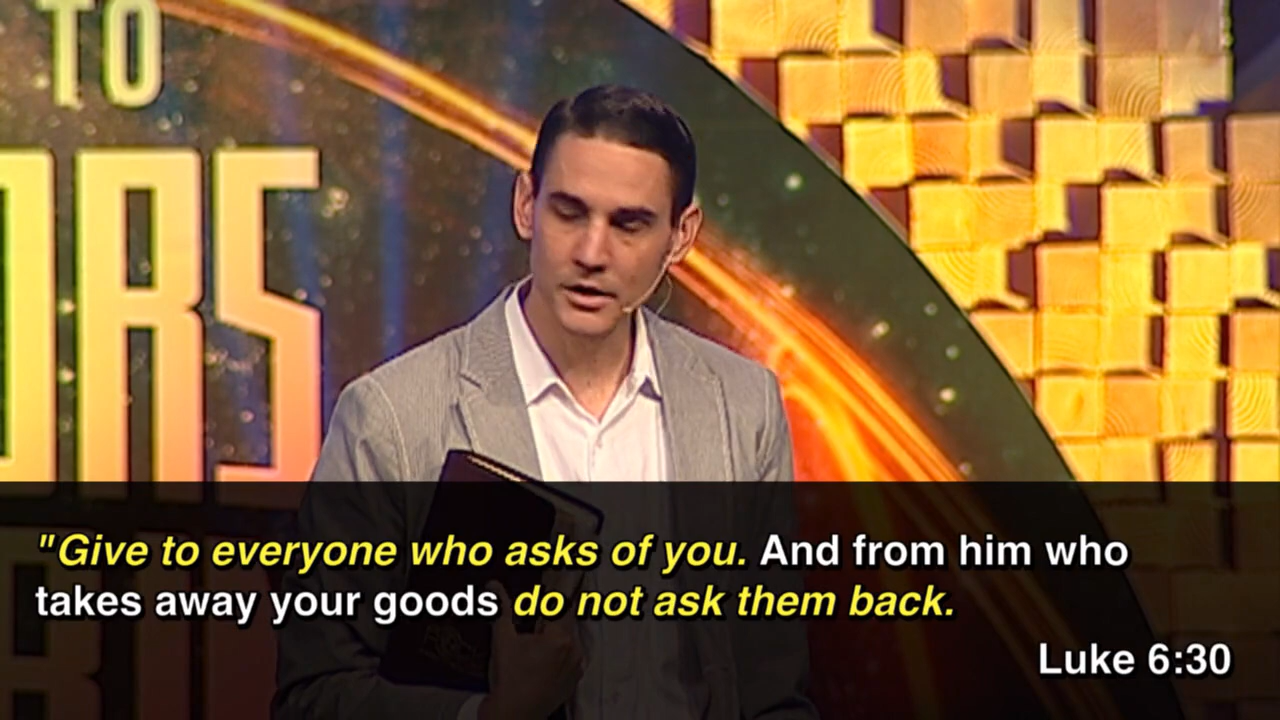 TO
"Give to everyone who asks of you. And from him who
takes away your goods do not ask them back.
Luke 6:30